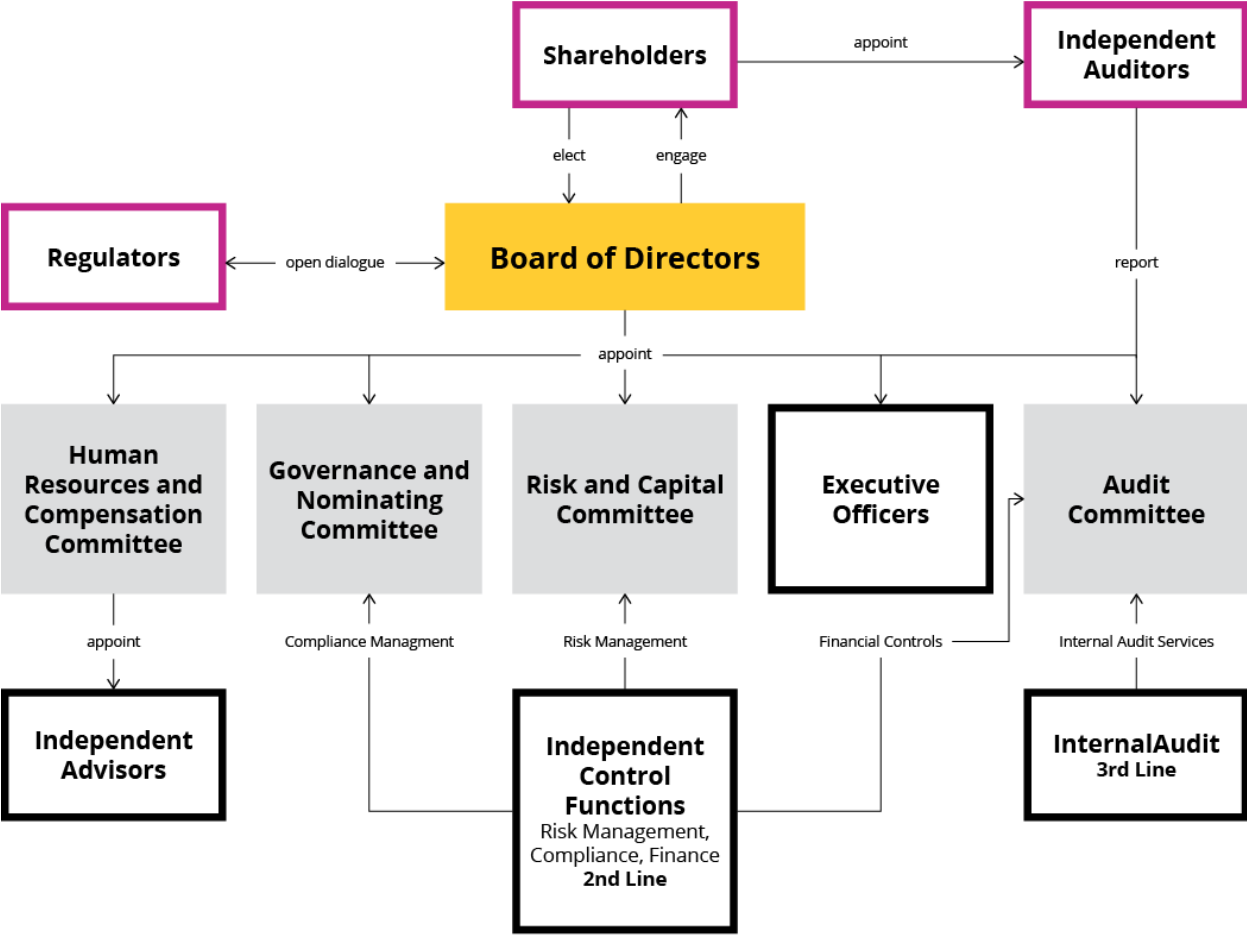 Shareholders
appoint
Independent
Auditors
elect
engage
Regulators
open dialogue
Board of Directors
report
appoint
Human
Resources and
Compensation
Committee
Governance and
Nominating
Committee
Risk and Capital
Committee
Executive
Officers
Audit
Committee
appoint
Compliance Managment
Risk Management
Financial Controls
Internal Audit Services
Independent
Advisors
Independent
Control
Functions
Risk Management,
Compliance, Finance
2nd Line
InternalAudit
3rd Line